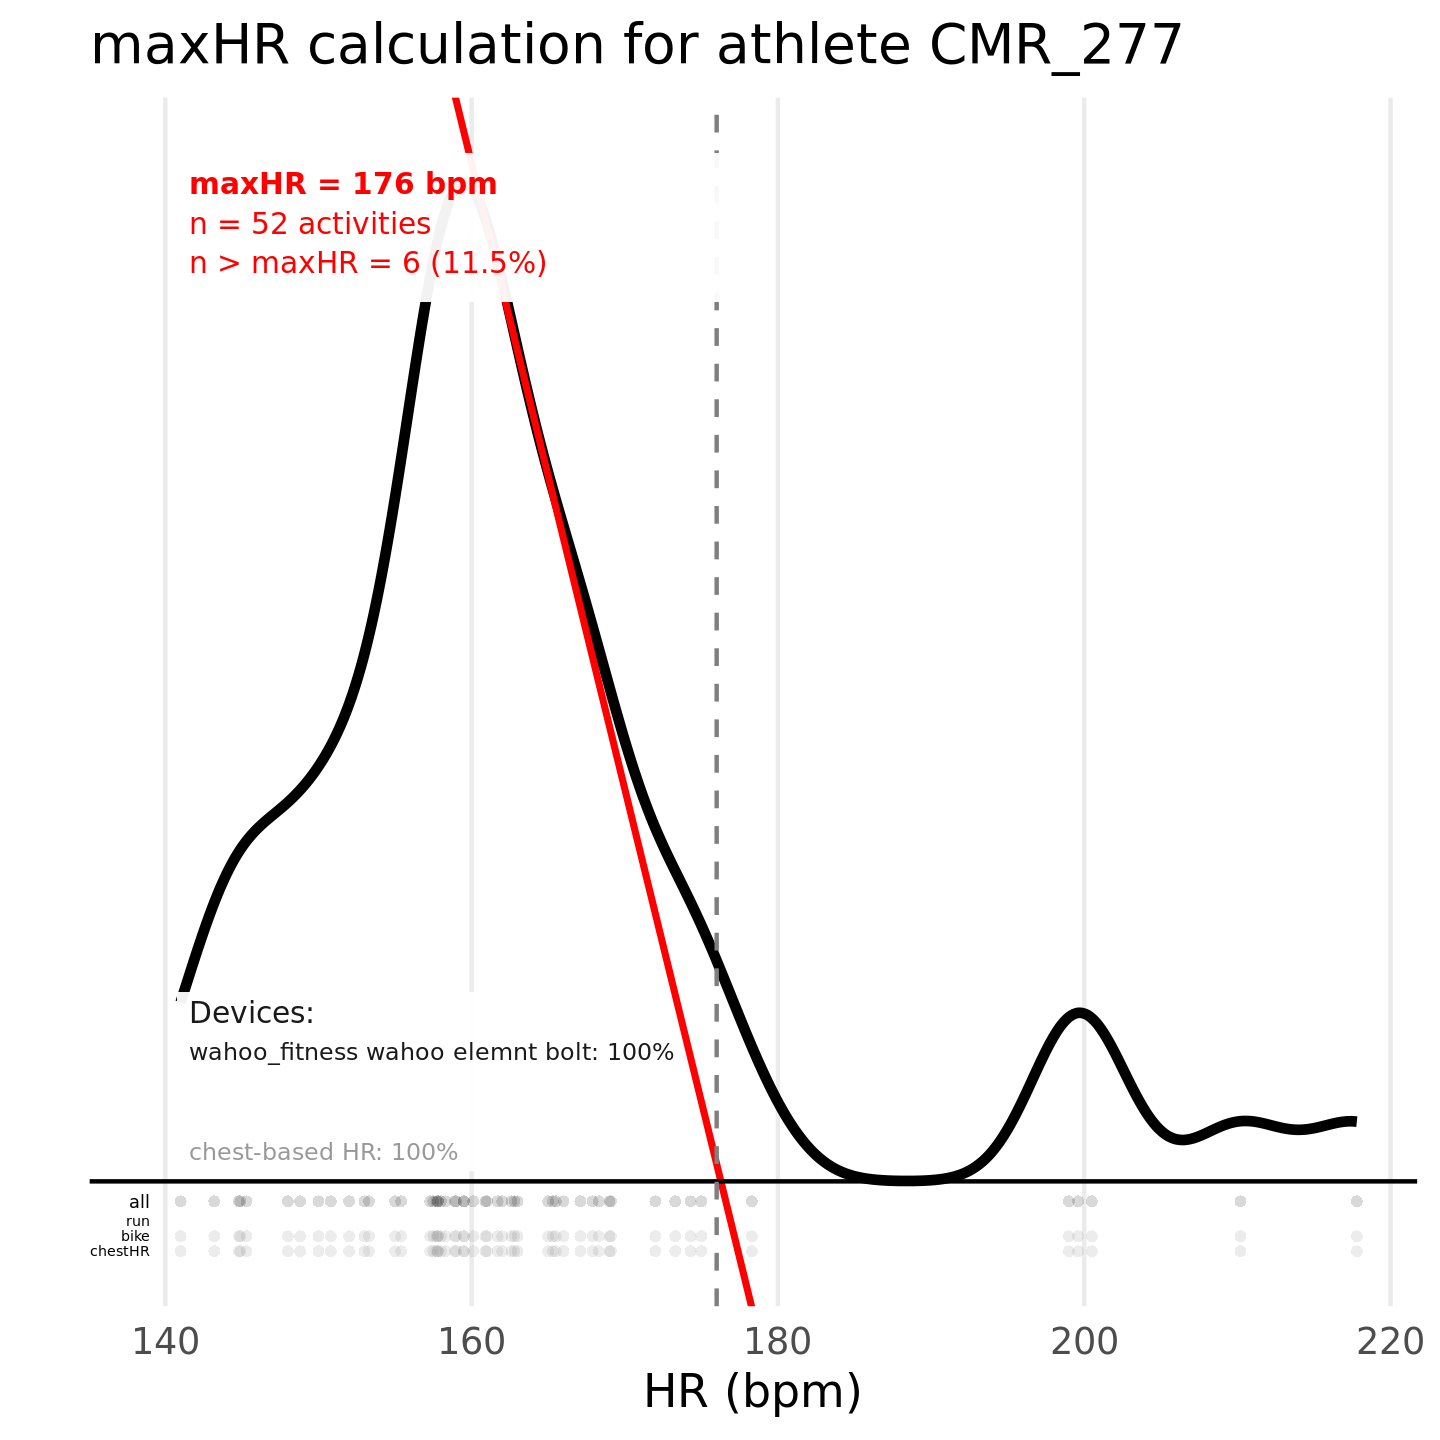 maxHR calculation for athlete CMR_277
maxHR = 176 bpm
n = 52 activities
n > maxHR = 6 (11.5%)
Devices:
wahoo_fitness wahoo elemnt bolt: 100%
chest-based HR: 100%
all
run
bike
chestHR
140 160 180 200 220
HR (bpm)